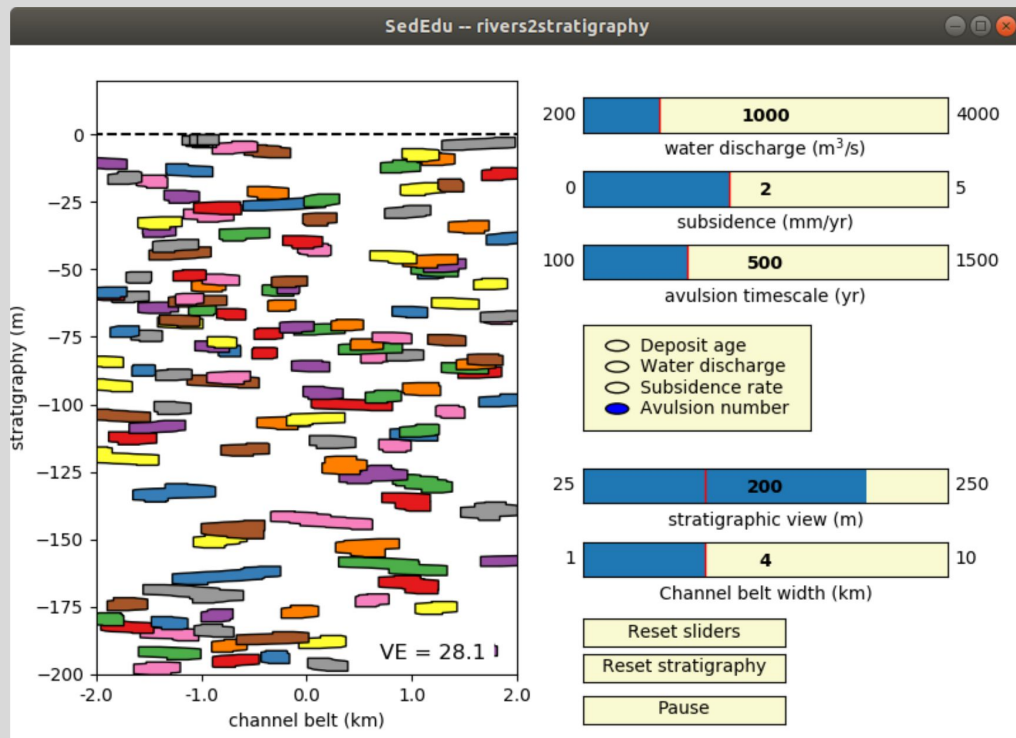 SedEdu -- rivers2stratigraphy
0
−25
−50
−75
−100
−125
−150
−175
−200
stratigraphy (m)
-2.0 -1.0 0.0 1.0 2.0
channel belt (km)
VE = 28.1
200 1000 4000
water discharge (m³/s)
0 2 5
subsidence (mm/yr)
100 500 1500
avulsion timescale (yr)
Deposit age
Water discharge
Subsidence rate
Avulsion number
25 200 250
stratigraphic view (m)
1 4 10
Channel belt width (km)
Reset sliders
Reset stratigraphy
Pause